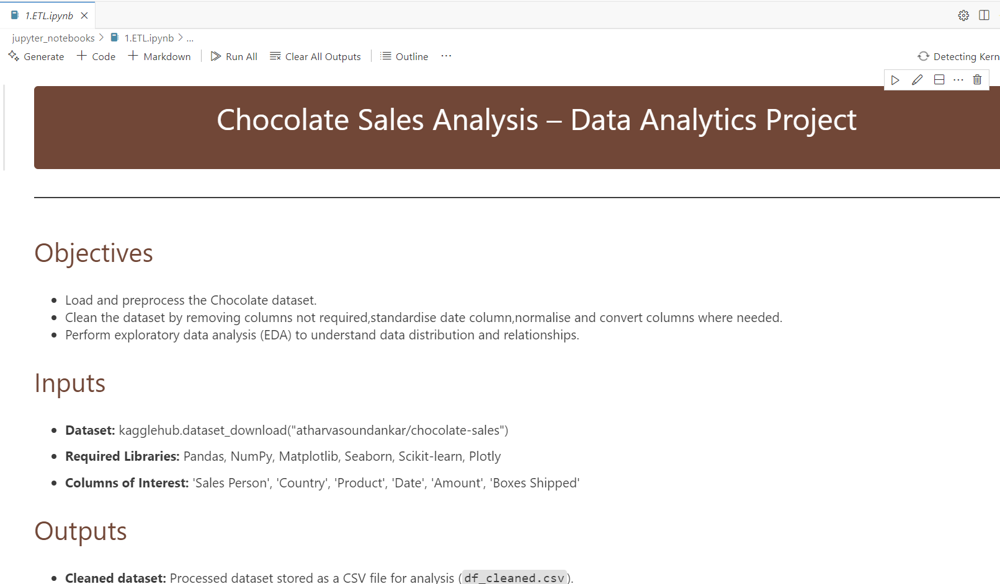 1.ETL.ipynb
jupyter_notebooks > 1.ETL.ipynb > ...
Generate + Code + Markdown Run All Clear All Outputs Outline ... Detecting Kern
Chocolate Sales Analysis – Data Analytics Project
Objectives
• Load and preprocess the Chocolate dataset.
• Clean the dataset by removing columns not required,standardise date column,normalise and convert columns where needed.
• Perform exploratory data analysis (EDA) to understand data distribution and relationships.
Inputs
• Dataset: kagglehub.dataset_download("atharvasoundankar/chocolate-sales")
• Required Libraries: Pandas, NumPy, Matplotlib, Seaborn, Scikit-learn, Plotly
• Columns of Interest: 'Sales Person', 'Country', 'Product', 'Date', 'Amount', 'Boxes Shipped'
Outputs
• Cleaned dataset: Processed dataset stored as a CSV file for analysis (df_cleaned.csv).